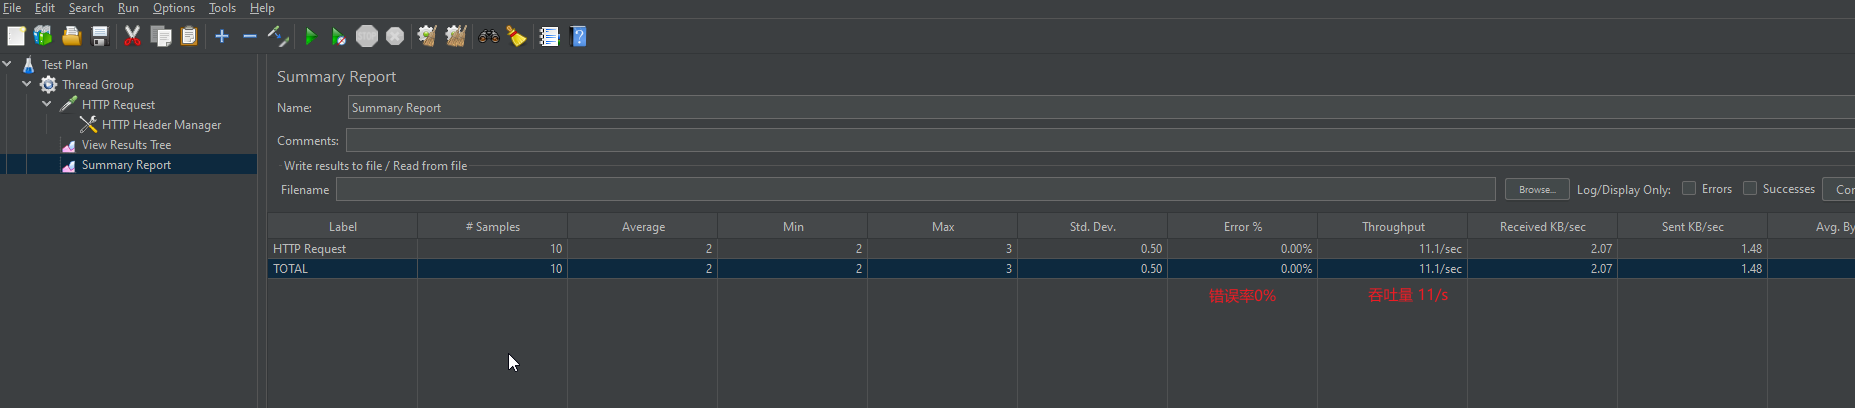 File Edit Search Run Options Tools Help
STOP
Test Plan
Thread Group
HTTP Request
HTTP Header Manager
View Results Tree
Summary Report
Summary Report
Name: Summary Report
Comments:
Write results to file / Read from file
Filename Browse... Log/Display Only: Errors Successes Con
Label # Samples Average Min Max Std. Dev. Error % Throughput Received KB/sec Sent KB/sec Avg. By
HTTP Request 10 2 2 3 0.50 0.00% 11.1/sec 2.07 1.48
TOTAL 10 2 2 3 0.50 0.00% 11.1/sec 2.07 1.48
错误率0% 吞吐量 11/s